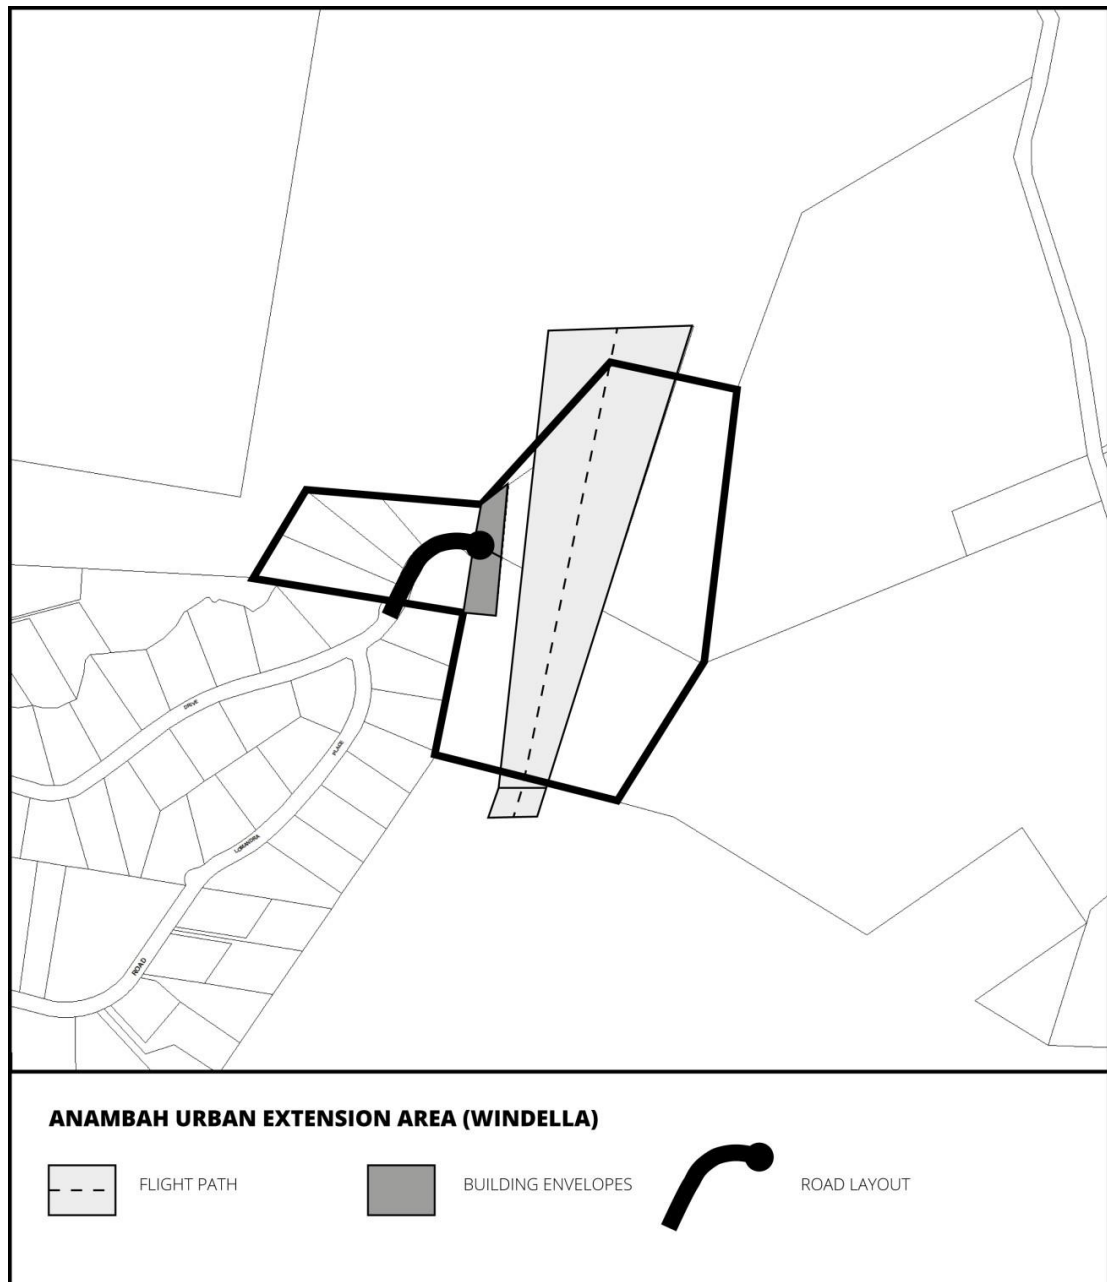 DRIVE
PLACE
LOMANDRA
ROAD
ANAMBAH URBAN EXTENSION AREA (WINDELLA)
FLIGHT PATH
BUILDING ENVELOPES
ROAD LAYOUT